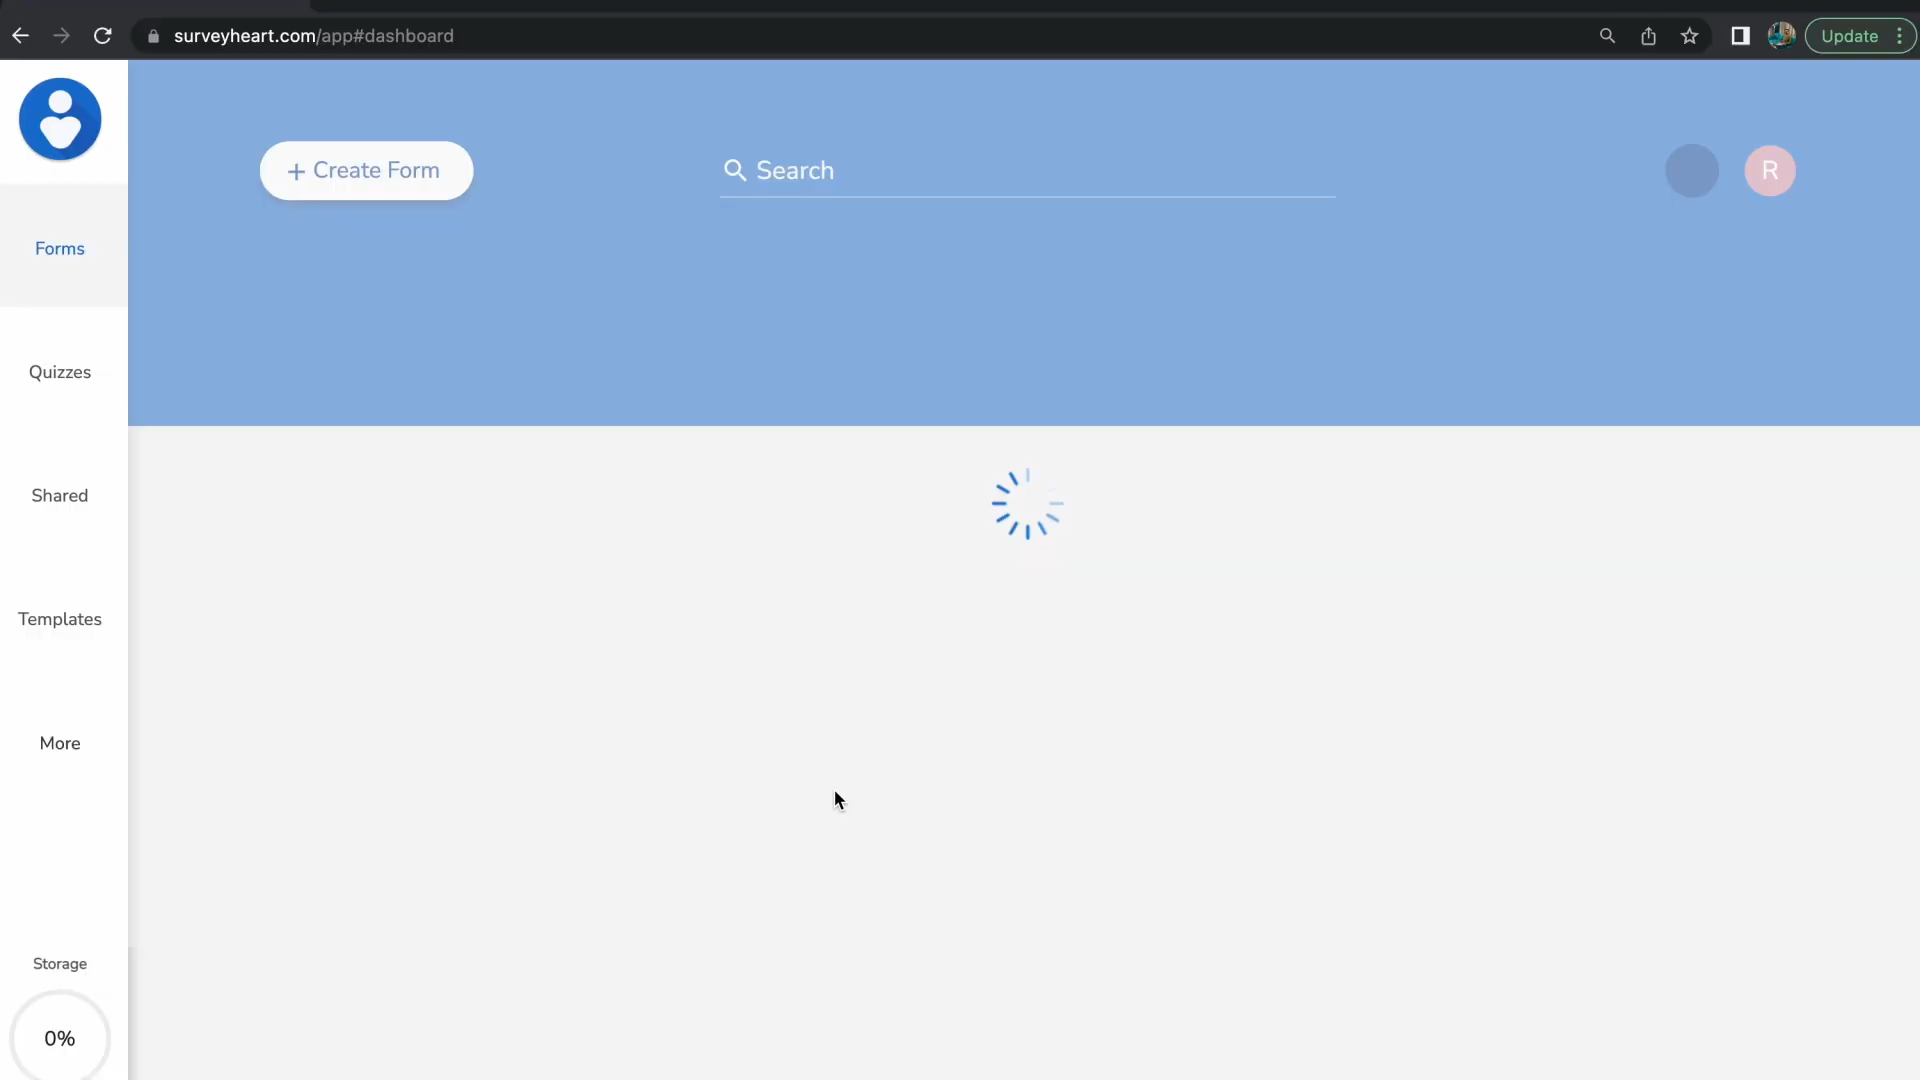 surveyheart.com/app#dashboard
Update
+ Create Form
Search
R
Forms
Quizzes
Shared
Templates
More
Storage
0%